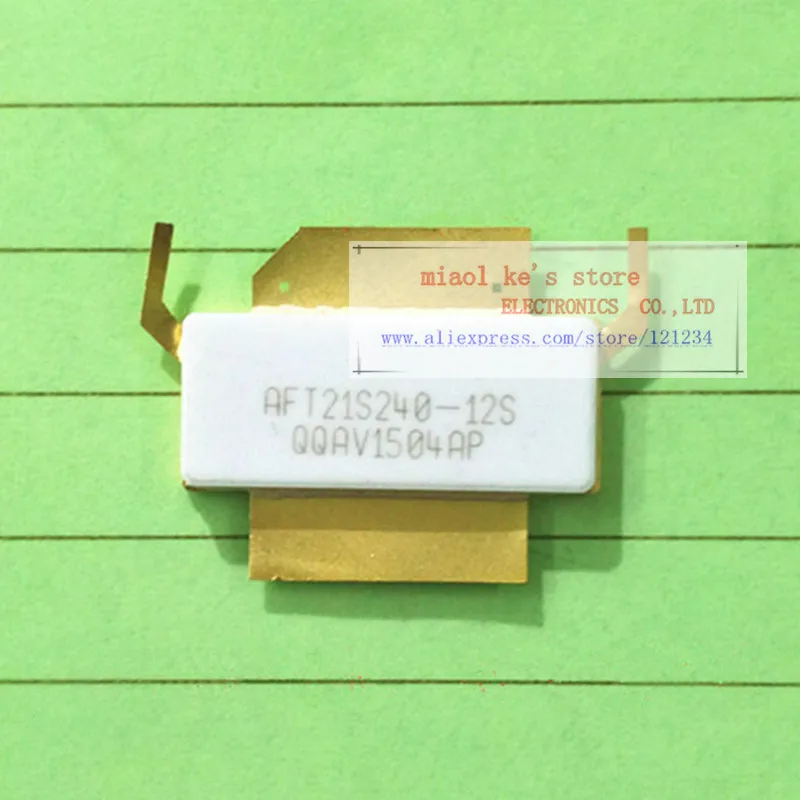 miaol ke's store
ELECTRONICS CO.,LTD
www.aliexpress.com/store/121234
AFT21S240-12S
QQAV1504AP